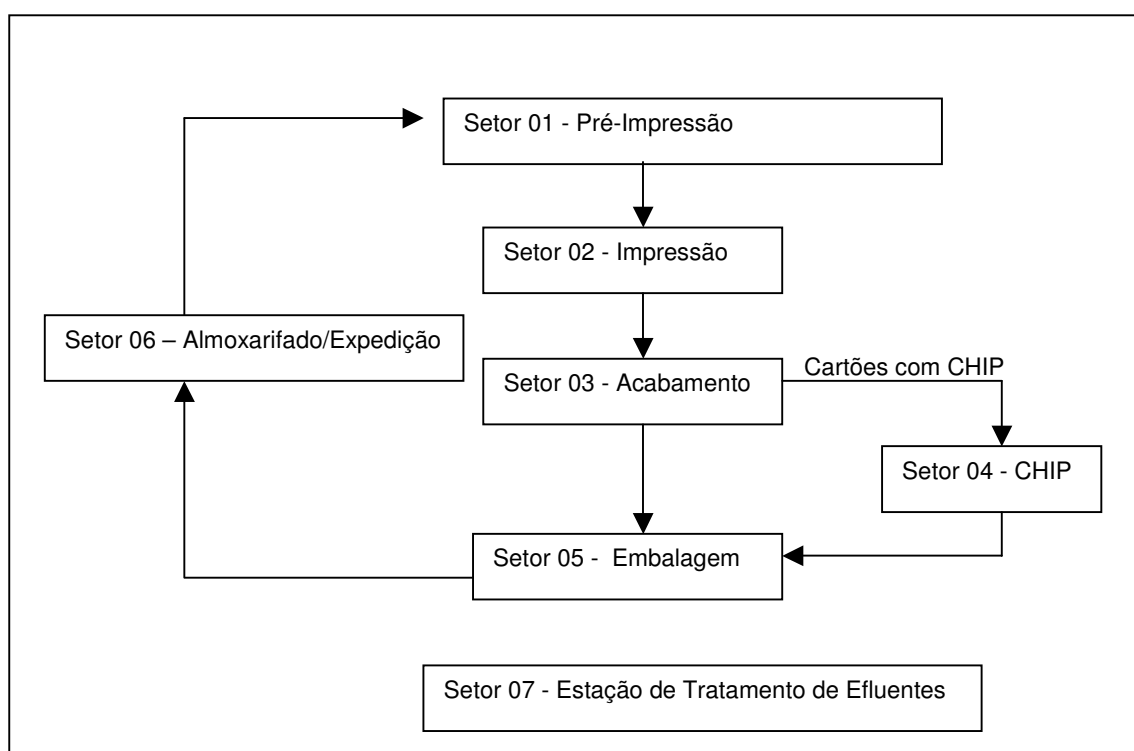 Setor 01 - Pré-Impressão
Setor 02 - Impressão
Setor 06 – Almoxarifado/Expedição
Setor 03 - Acabamento
Cartões com CHIP
Setor 04 - CHIP
Setor 05 - Embalagem
Setor 07 - Estação de Tratamento de Efluentes